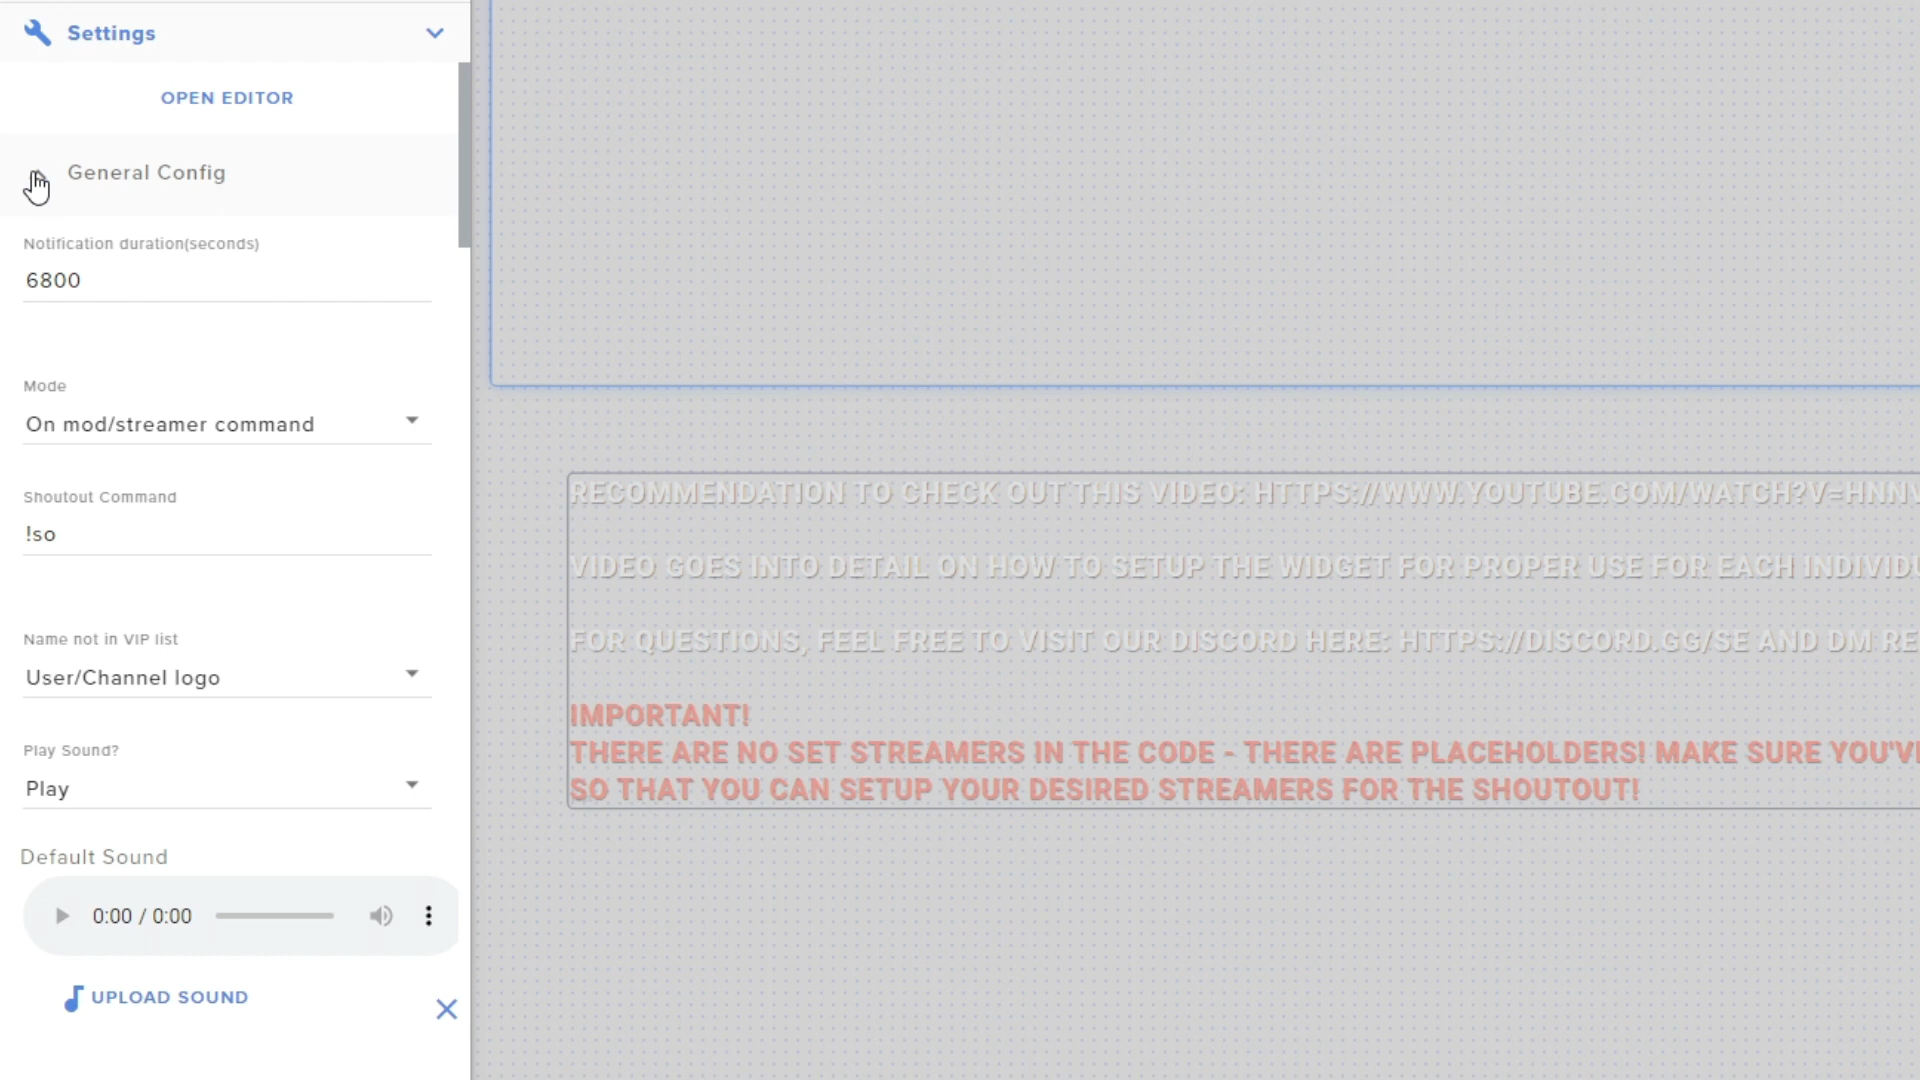 Settings
OPEN EDITOR
General Config
Notification duration(seconds)
6800
Mode
On mod/streamer command
Shoutout Command
!so
Name not in VIP list
User/Channel logo
Play Sound?
Play
Default Sound
0:00 / 0:00
UPLOAD SOUND
RECOMMENDATION TO CHECK OUT THIS VIDEO: HTTPS://WWW.YOUTUBE.COM/WATCH?V=HNNV
VIDEO GOES INTO DETAIL ON HOW TO SETUP THE WIDGET FOR PROPER USE FOR EACH INDIVIDU
FOR QUESTIONS, FEEL FREE TO VISIT OUR DISCORD HERE: HTTPS://DISCORD.GG/SE AND DM RE
IMPORTANT!
THERE ARE NO SET STREAMERS IN THE CODE - THERE ARE PLACEHOLDERS! MAKE SURE YOU'VE
SO THAT YOU CAN SETUP YOUR DESIRED STREAMERS FOR THE SHOUTOUT!